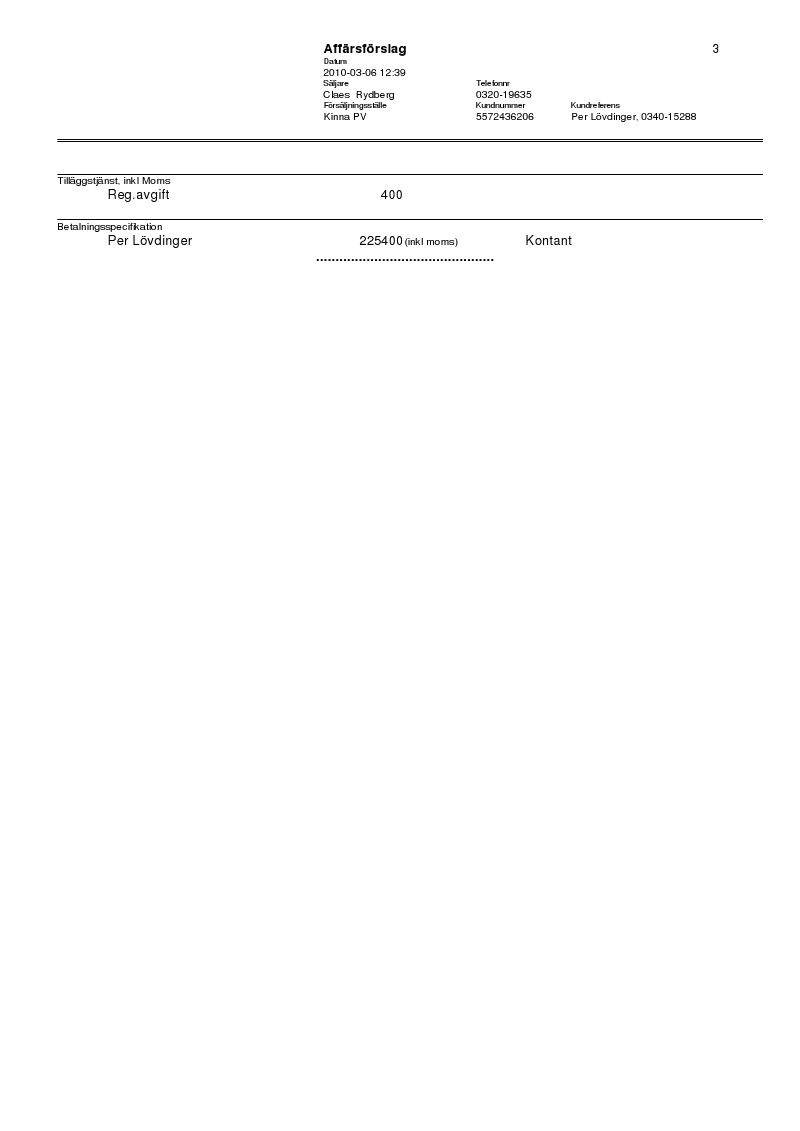 Affärsförslag 3
Datum
2010-03-06 12:39
Säljare Telefonnr
Claes Rydberg 0320-19635
Försäljningsställe Kundnummer Kundreferens
Kinna PV 5572436206 Per Lövdinger, 0340-15288
Tilläggstjänst, inkl Moms
Reg.avgift 400
Betalningsspecifikation
Per Lövdinger 225400 (inkl moms) Kontant